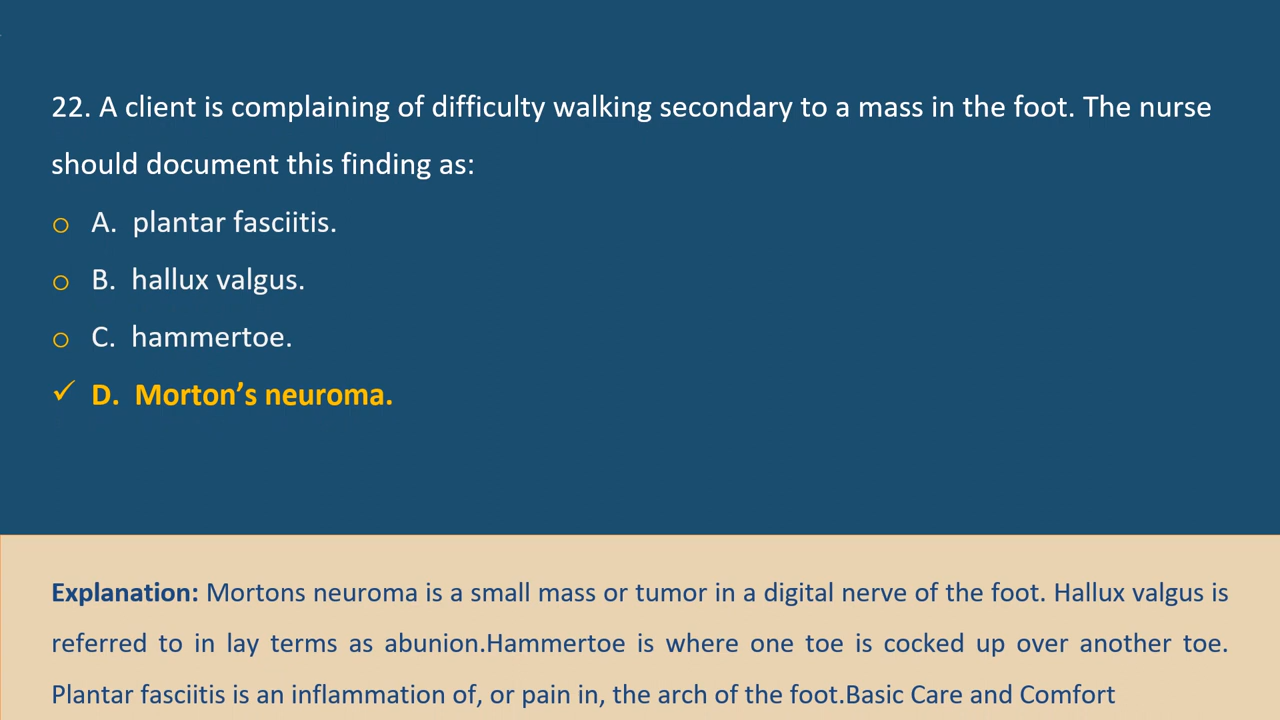 22. A client is complaining of difficulty walking secondary to a mass in the foot. The nurse
should document this finding as:
o A. plantar fasciitis.
o B. hallux valgus.
o C. hammertoe.
✓ D. Morton’s neuroma.
Explanation: Mortons neuroma is a small mass or tumor in a digital nerve of the foot. Hallux valgus is
referred to in lay terms as abunion.Hammertoe is where one toe is cocked up over another toe.
Plantar fasciitis is an inflammation of, or pain in, the arch of the foot.Basic Care and Comfort